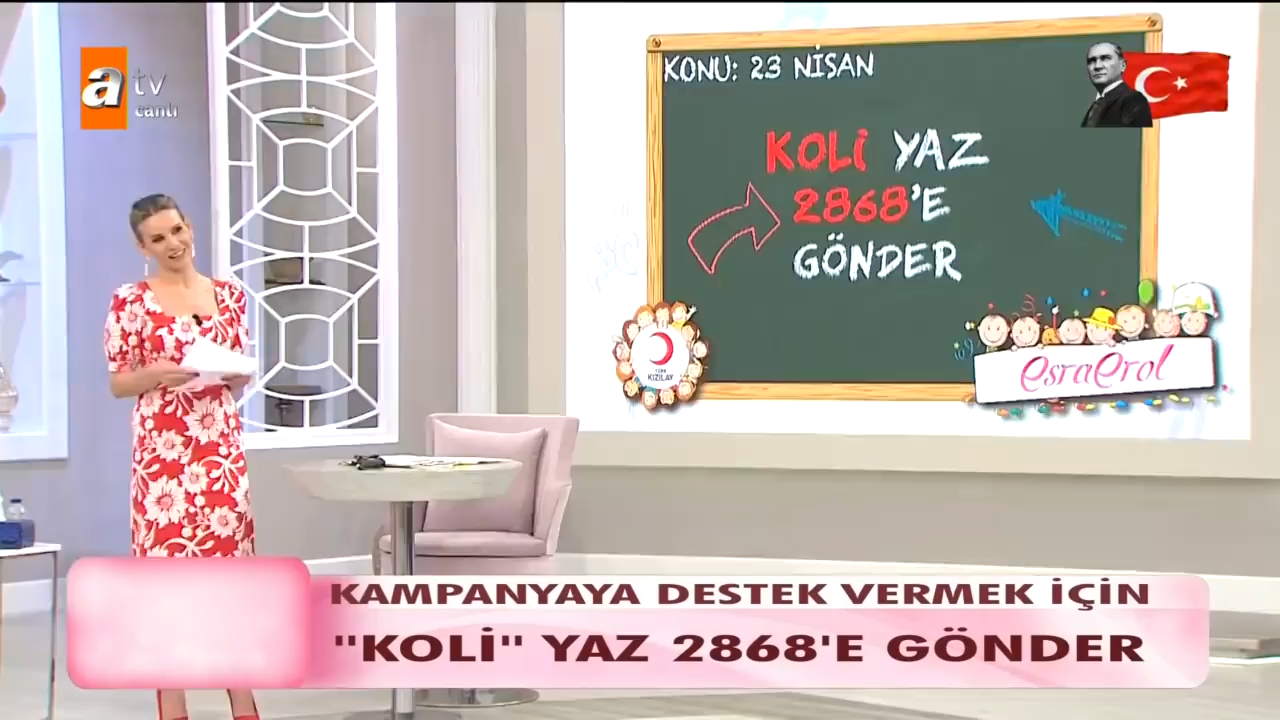 atv
canlı
KONU: 23 NİSAN
KOLİ YAZ
2868'E
GÖNDER
TÜRK
KIZILAY
esraerol
KAMPANYAYA DESTEK VERMEK İÇİN
"KOLİ" YAZ 2868'E GÖNDER